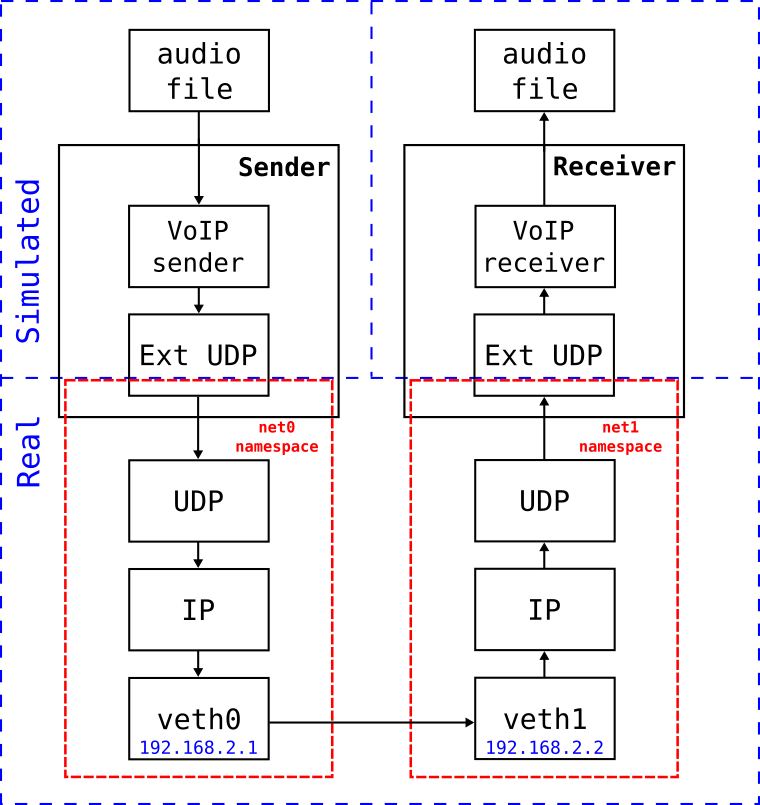 audio
file
Sender
VoIP
sender
Ext UDP
net0
namespace
UDP
IP
veth0
192.168.2.1
audio
file
Receiver
VoIP
receiver
Ext UDP
net1
namespace
UDP
IP
veth1
192.168.2.2
Simulated
Real